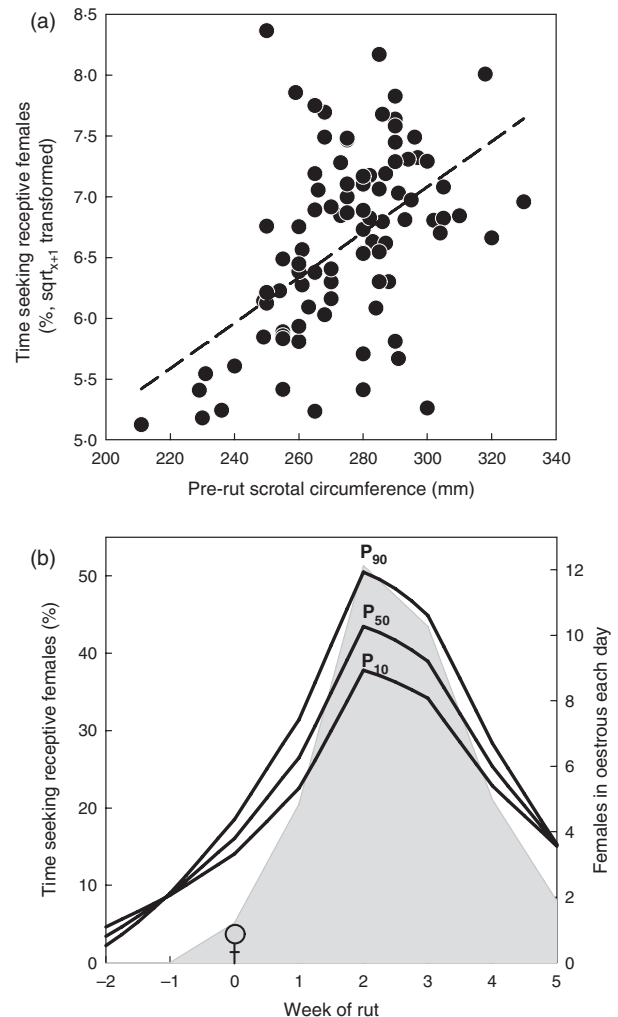 (a)
8·5
8·0
7·5
7·0
6·5
6·0
5·5
5·0
Time seeking receptive females
(%, sqrtx+1 transformed)
200 220 240 260 280 300 320 340
Pre-rut scrotal circumference (mm)
(b)
50
40
30
20
10
0
Time seeking receptive females (%)
P90
P50
P10
12
10
8
6
4
2
0
Females in oestrous each day
–2 –1 0 1 2 3 4 5
Week of rut